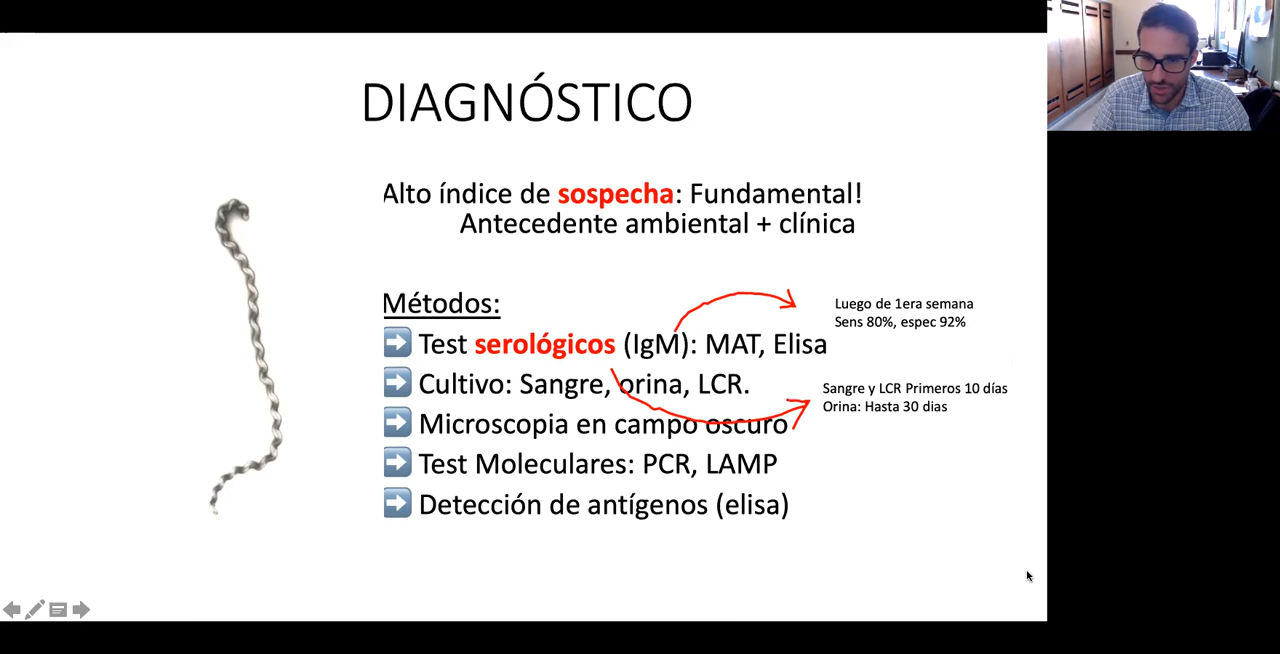 DIAGNÓSTICO
Alto índice de sospecha: Fundamental!
Antecedente ambiental + clínica
Métodos:
Test serológicos (IgM): MAT, Elisa
Cultivo: Sangre, orina, LCR.
Microscopia en campo oscuro
Test Moleculares: PCR, LAMP
Detección de antígenos (elisa)
Luego de 1era semana
Sens 80%, espec 92%
Sangre y LCR Primeros 10 días
Orina: Hasta 30 dias